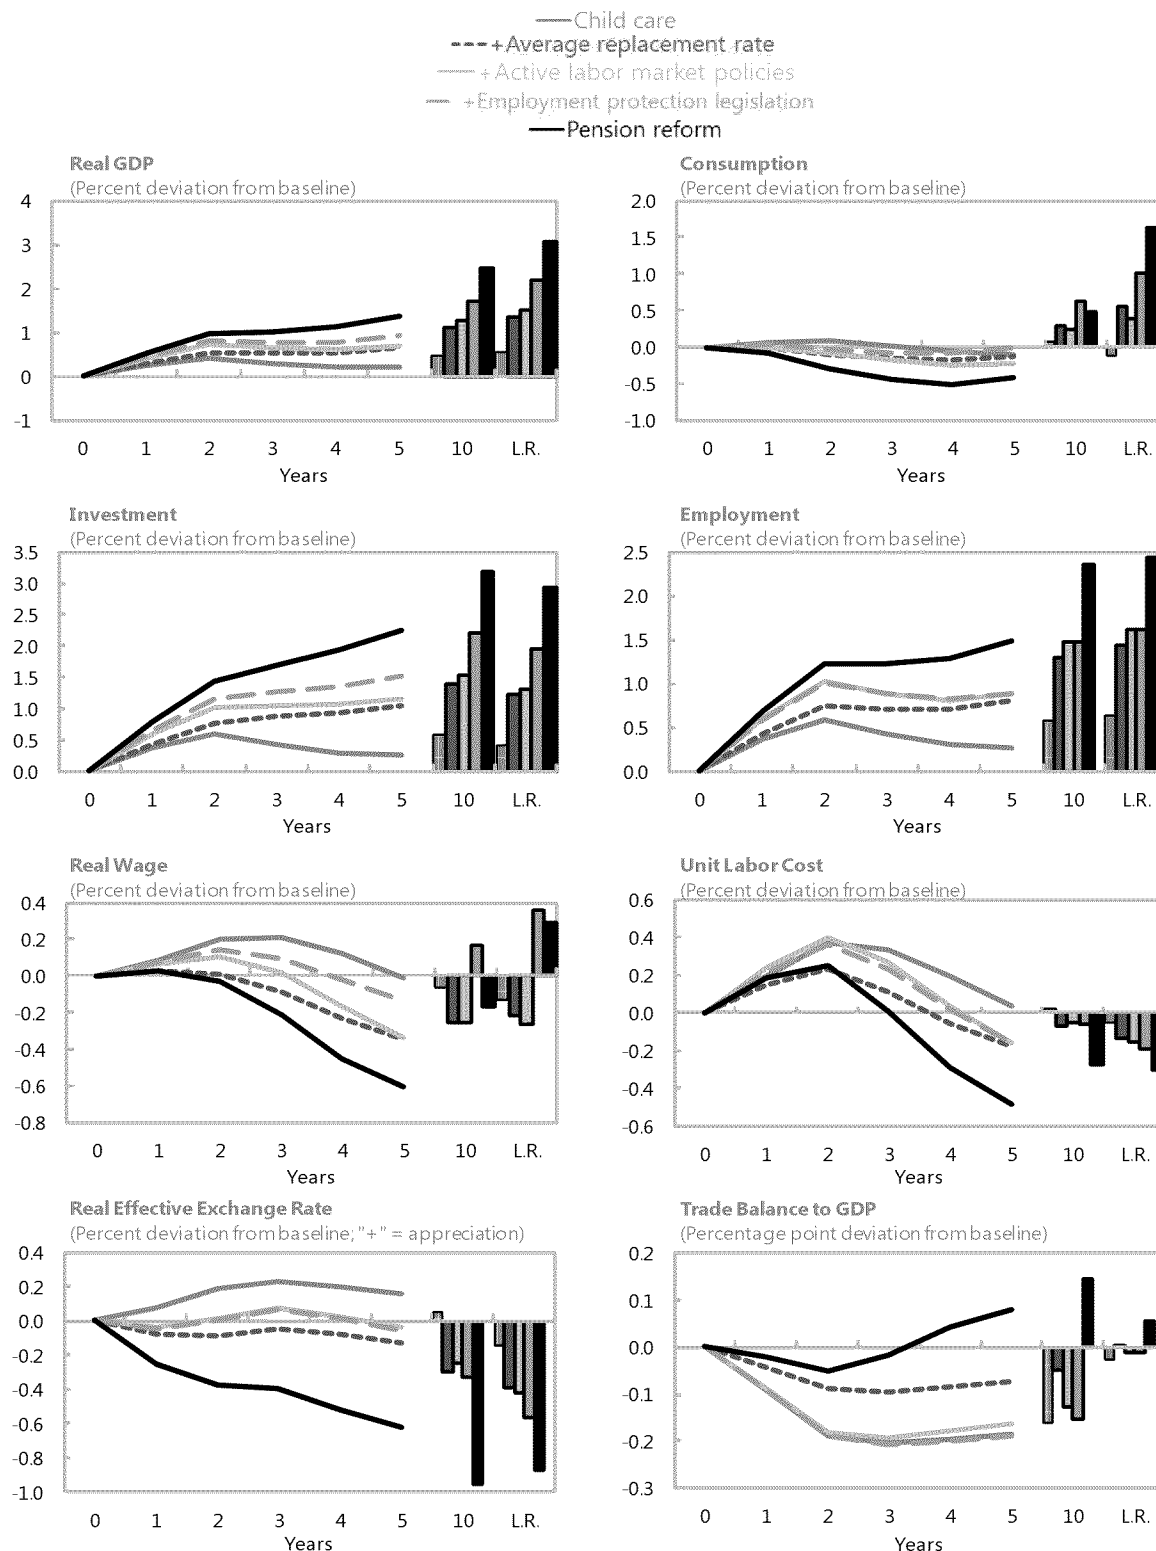 Child care
+Average replacement rate
+Active labor market policies
+Employment protection legislation
Pension reform
Real GDP
(Percent deviation from baseline)
4
3
2
1
0
-1
0 1 2 3 4 5 10 L.R.
Years
Consumption
(Percent deviation from baseline)
2.0
1.5
1.0
0.5
0.0
-0.5
-1.0
0 1 2 3 4 5 10 L.R.
Years
Investment
(Percent deviation from baseline)
3.5
3.0
2.5
2.0
1.5
1.0
0.5
0.0
0 1 2 3 4 5 10 L.R.
Years
Employment
(Percent deviation from baseline)
2.5
2.0
1.5
1.0
0.5
0.0
0 1 2 3 4 5 10 L.R.
Years
Real Wage
(Percent deviation from baseline)
0.4
0.2
0.0
-0.2
-0.4
-0.6
-0.8
0 1 2 3 4 5 10 L.R.
Years
Unit Labor Cost
(Percent deviation from baseline)
0.6
0.4
0.2
0.0
-0.2
-0.4
-0.6
0 1 2 3 4 5 10 L.R.
Years
Real Effective Exchange Rate
(Percent deviation from baseline; "+" = appreciation)
0.4
0.2
0.0
-0.2
-0.4
-0.6
-0.8
-1.0
0 1 2 3 4 5 10 L.R.
Years
Trade Balance to GDP
(Percentage point deviation from baseline)
0.2
0.1
0.0
-0.1
-0.2
-0.3
0 1 2 3 4 5 10 L.R.
Years